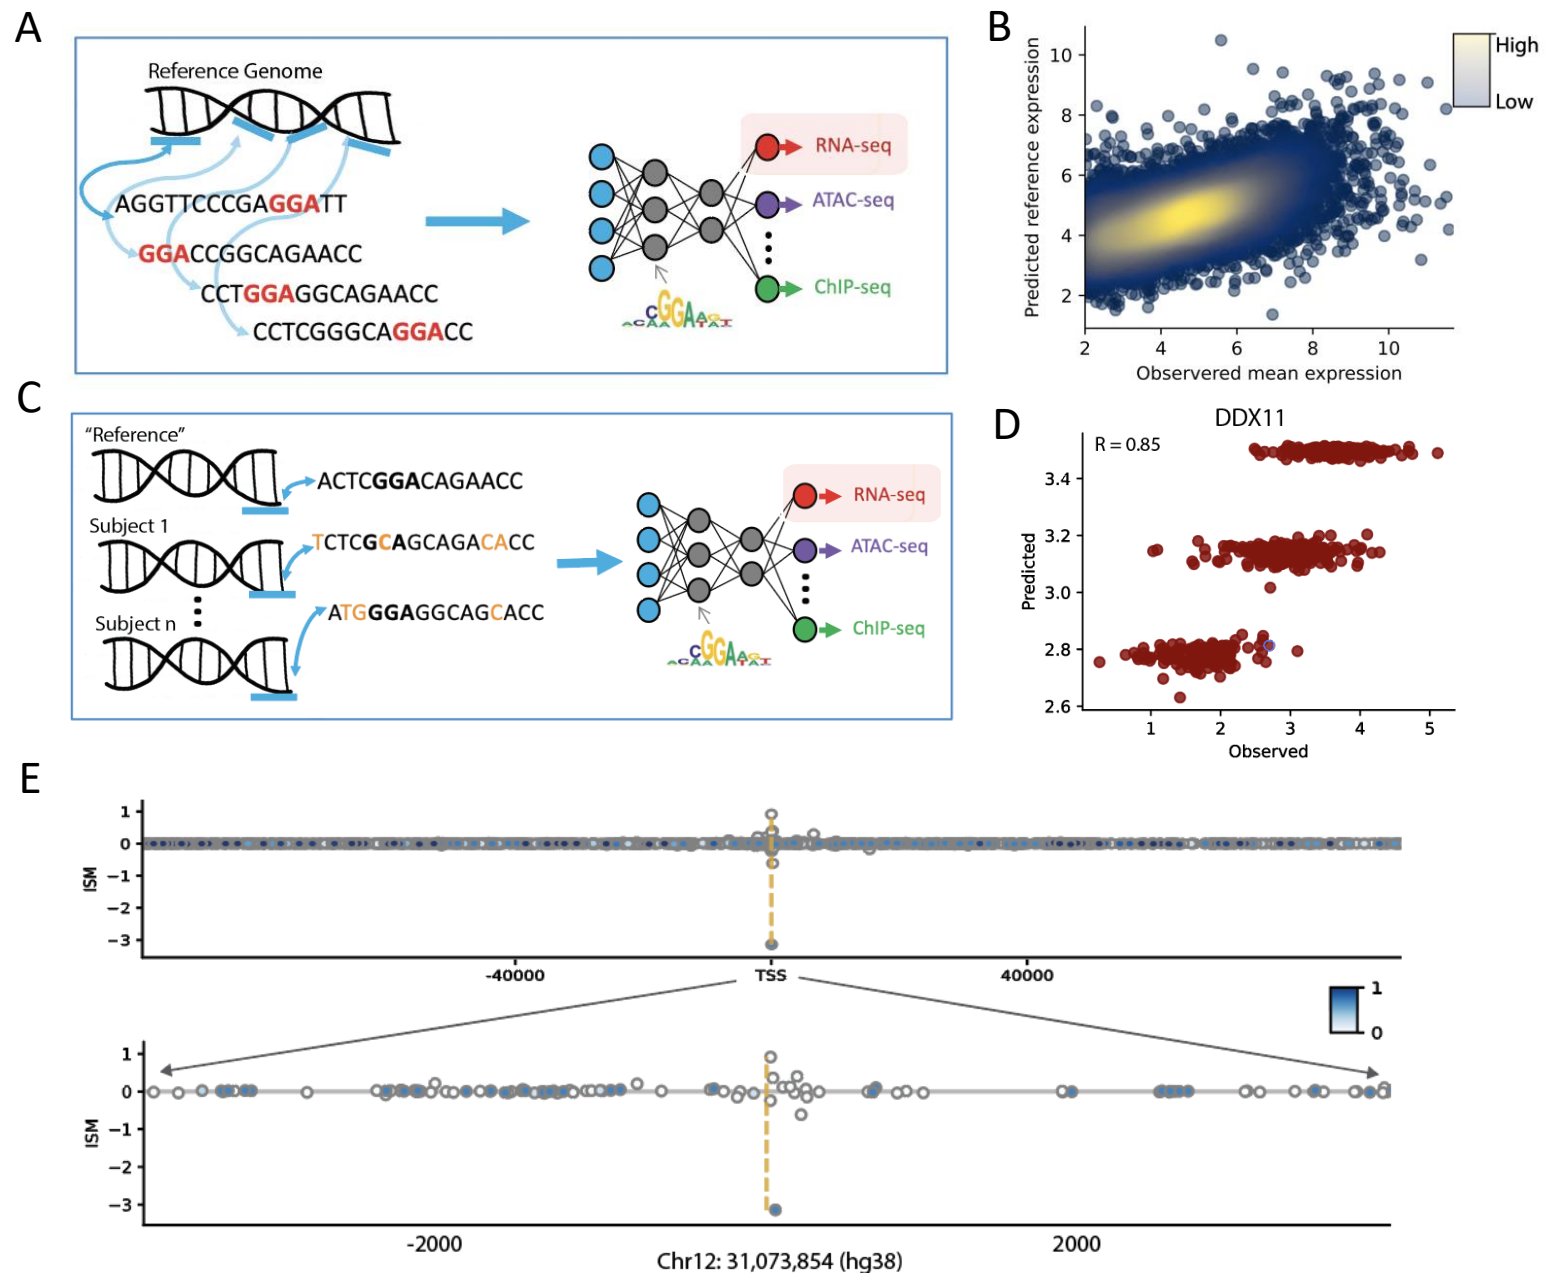 A
Reference Genome
AGGTTCCCGAGGATT
GGACCGGCAGAACC
CCTGGAGGCAGAACC
CCTCGGGCAGGACC
RNA-seq
ATAC-seq
ChIP-seq
B
Predicted reference expression
10
8
6
4
2
2 4 6 8 10
Observered mean expression
High
Low
C
“Reference”
ACTCGGACAGAACC
Subject 1
TCTCGCAGCAGACACC
Subject n
ATGGGAGGCAGCACC
RNA-seq
ATAC-seq
ChIP-seq
D
DDX11
R = 0.85
Predicted
3.4
3.2
3.0
2.8
2.6
1 2 3 4 5
Observed
E
ISM
1
0
−1
−2
−3
-40000 TSS 40000
1
0
ISM
1
0
−1
−2
−3
-2000 2000
Chr12: 31,073,854 (hg38)